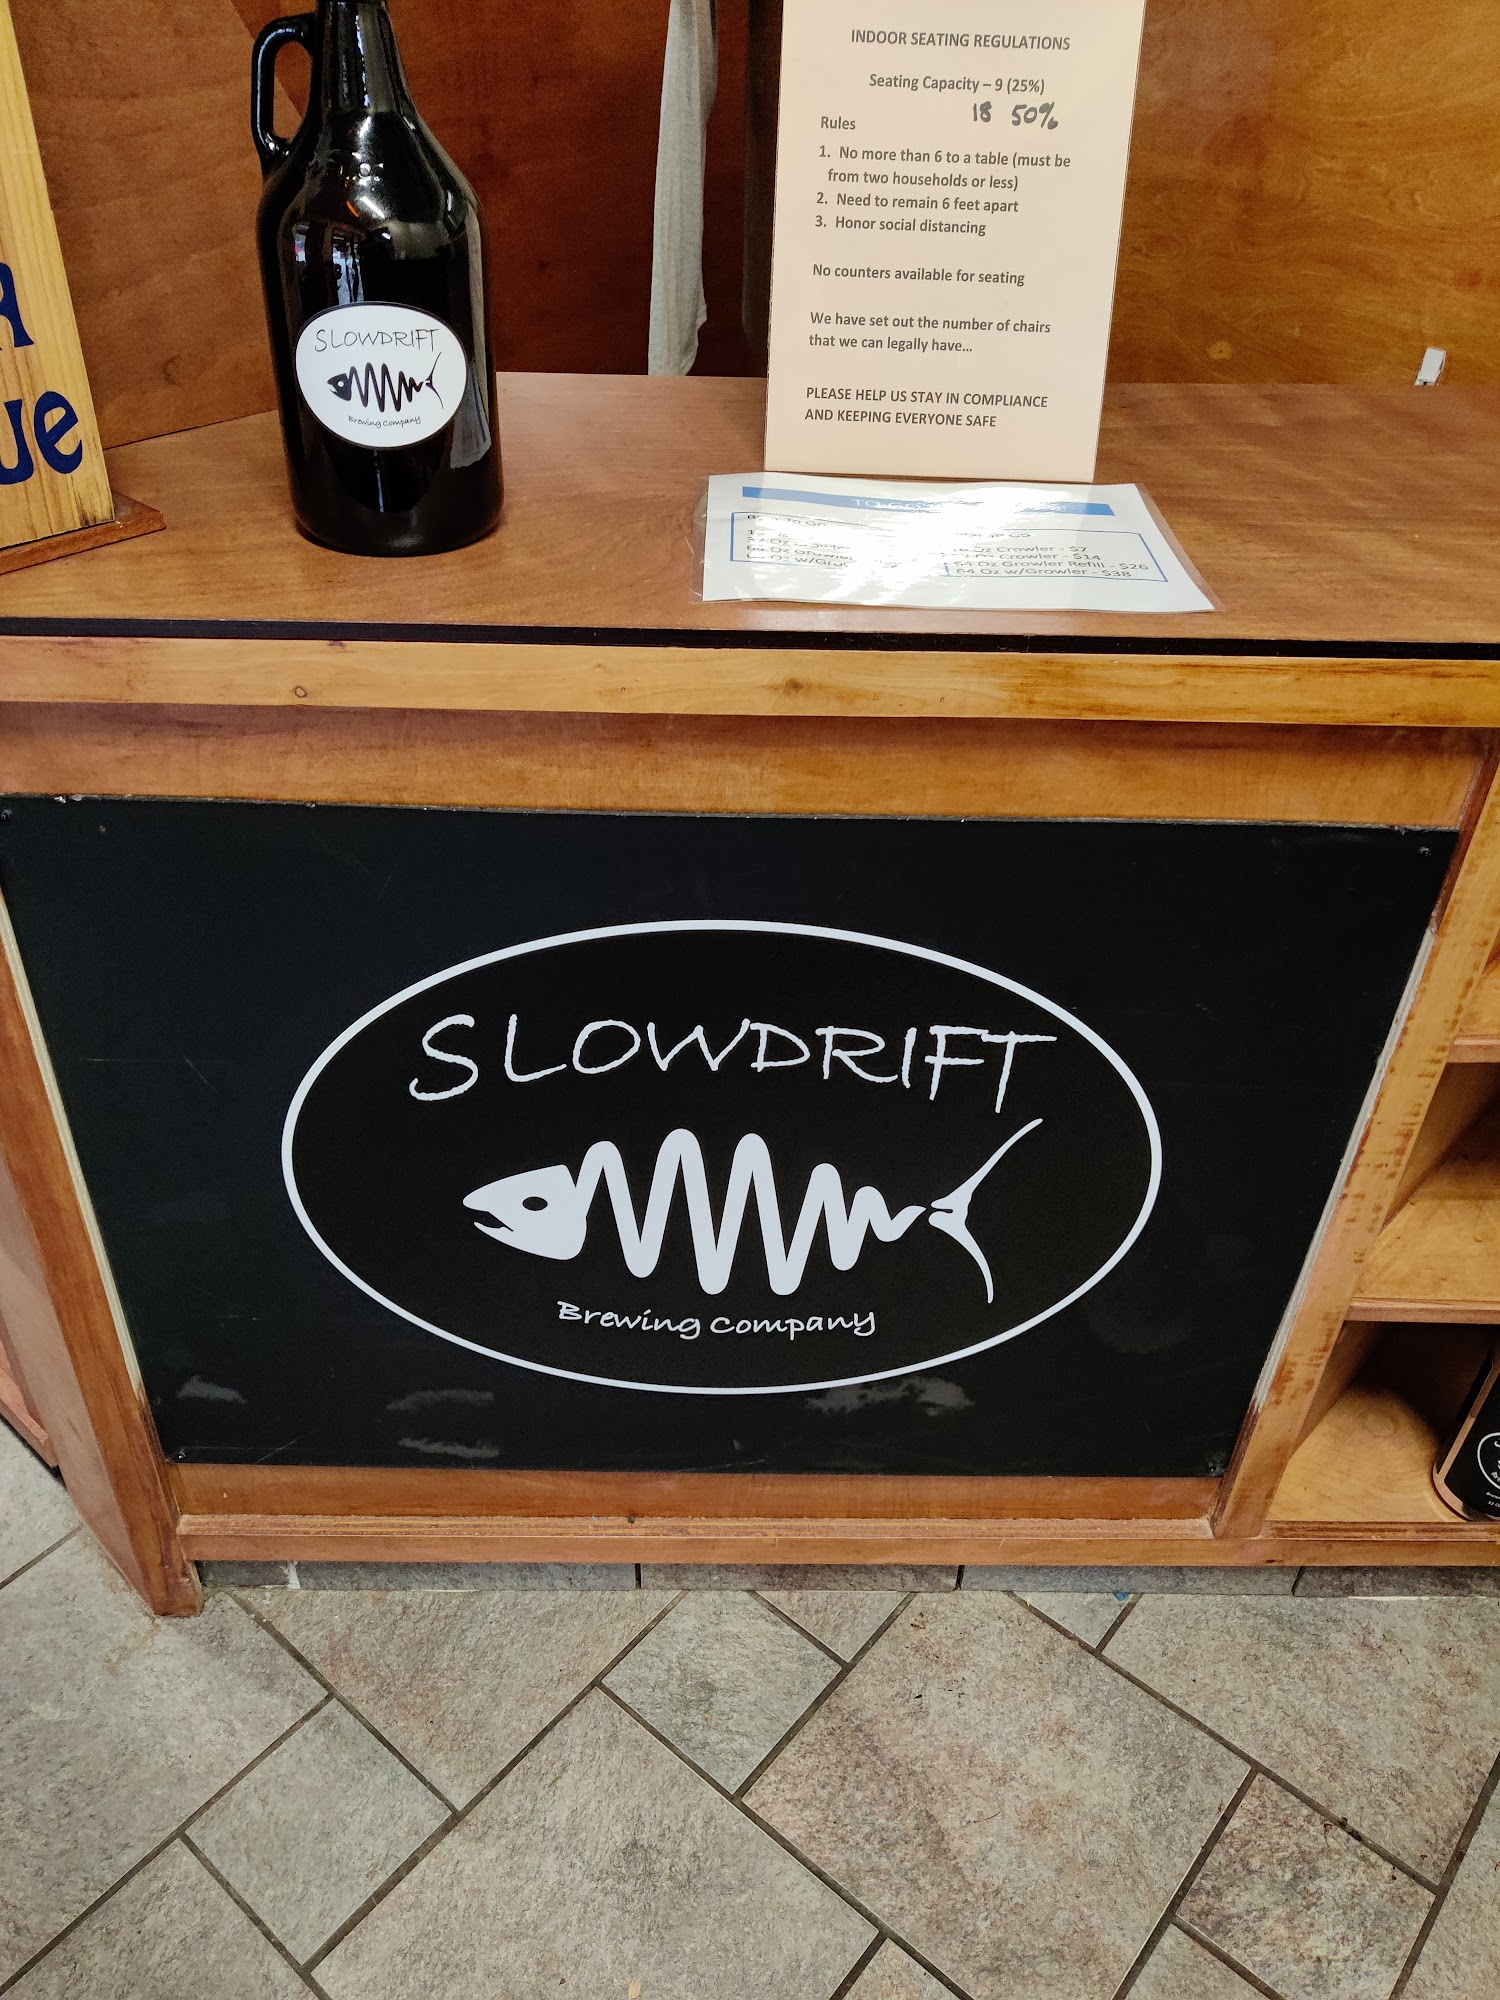 INDOOR SEATING REGULATIONS
Seating Capacity – 9 (25%)
18 50%
Rules
1. No more than 6 to a table (must be
from two households or less)
2. Need to remain 6 feet apart
3. Honor social distancing
No counters available for seating
We have set out the number of chairs
that we can legally have...
PLEASE HELP US STAY IN COMPLIANCE
AND KEEPING EVERYONE SAFE
SLOWDRIFT
Brewing Company
TO
Oz Crowler - $7
Oz Crowler - $14
64 Oz Growler Refill - $26
64 Oz w/Growler - $38
SLOWDRIFT
Brewing Company